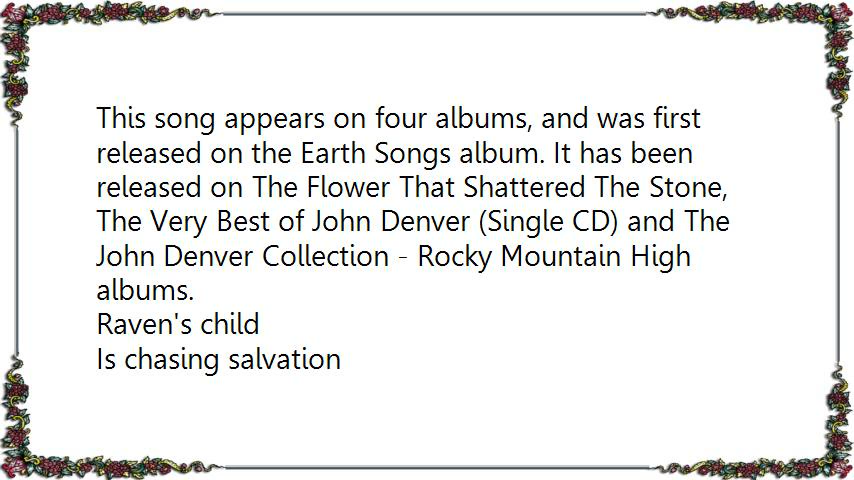 This song appears on four albums, and was first
released on the Earth Songs album. It has been
released on The Flower That Shattered The Stone,
The Very Best of John Denver (Single CD) and The
John Denver Collection - Rocky Mountain High
albums.
Raven's child
Is chasing salvation